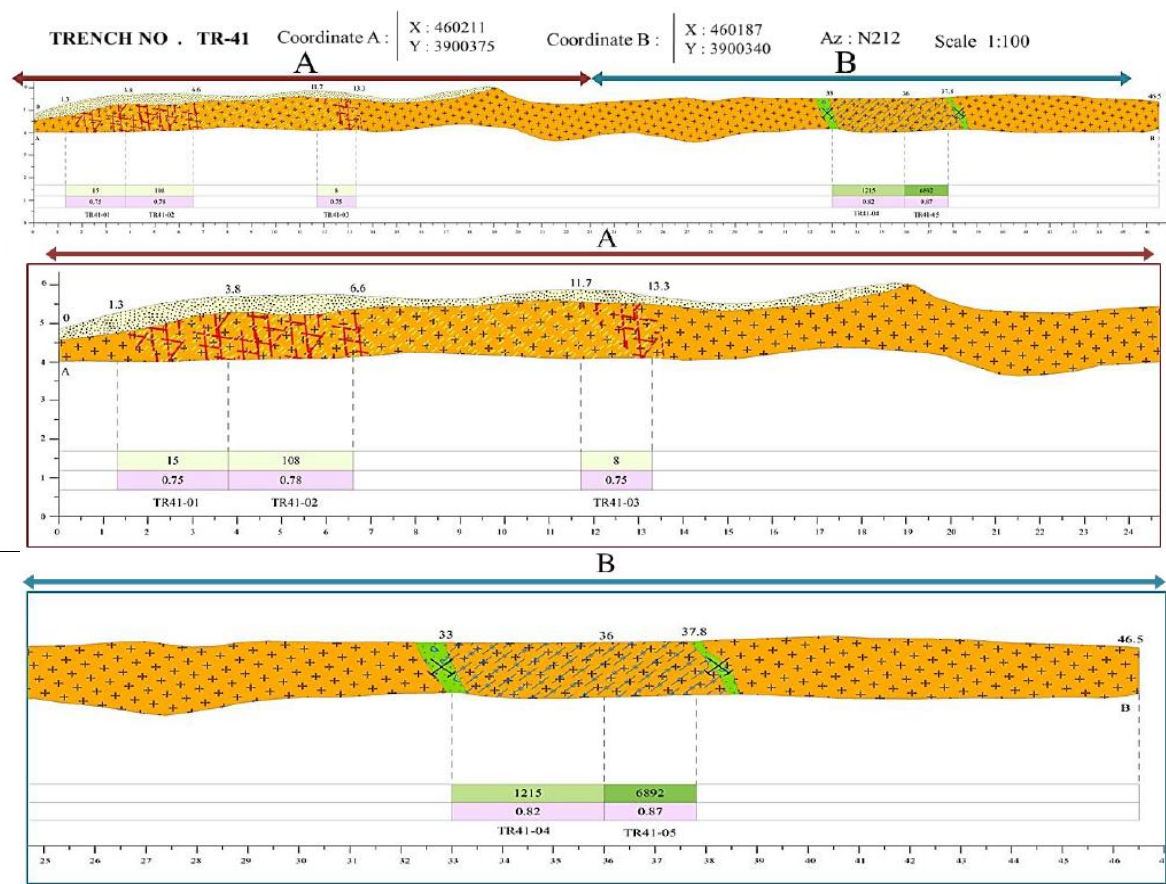 TRENCH NO . TR-41 Coordinate A : X : 460211 Y : 3900375 Coordinate B : X : 460187 Y : 3900340 Az : N212 Scale 1:100
A B
1.3 3.8 6.6 11.7 13.3 33 36 37.8 46.5
A B
15 108 8 1215 6892
0.75 0.78 0.75 0.82 0.87
TR41-01 TR41-02 TR41-03 TR41-04 TR41-05
A
6
1.3 3.8 6.6 11.7 13.3
0
5
4
A
3
2
15 108 8
1
0.75 0.78 0.75
TR41-01 TR41-02 TR41-03
0
0 1 2 3 4 5 6 7 8 9 10 11 12 13 14 15 16 17 18 19 20 21 22 23 24
B
33 36 37.8 46.5
B
1215 6892
0.82 0.87
TR41-04 TR41-05
25 26 27 28 29 30 31 32 33 34 35 36 37 38 39 40 41 42 43 44 45 46